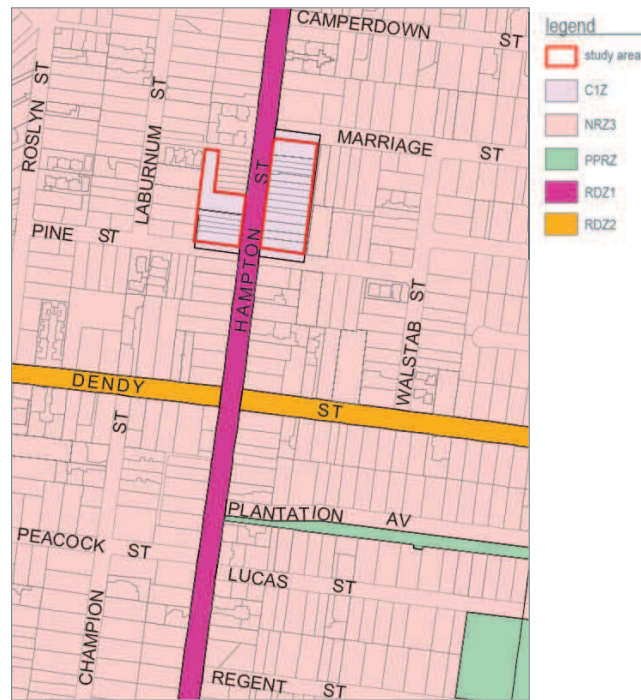 CAMPERDOWN ST
ROSLYN ST
LABURNUM ST
MARRIAGE ST
PINE ST
HAMPTON ST
WALSTAB ST
DENDY ST
ST
PLANTATION AV
PEACOCK ST
LUCAS ST
CHAMPION
REGENT ST
legend
study area
C1Z
NRZ3
PPRZ
RDZ1
RDZ2